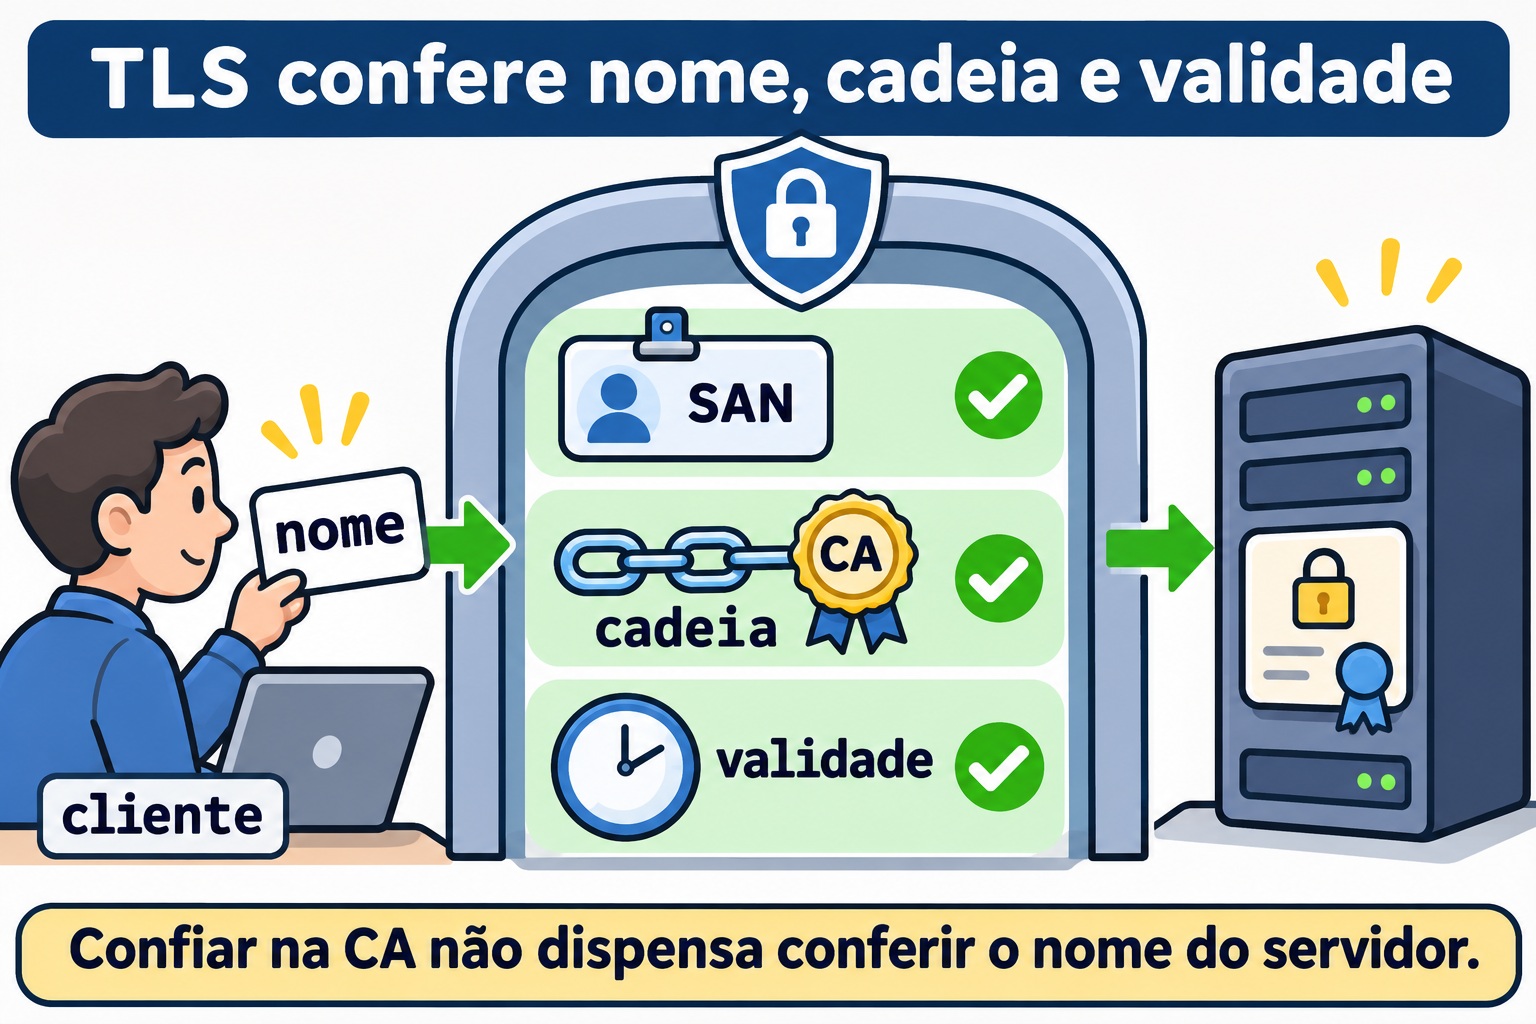 TLS confere nome, cadeia e validade
SAN
nome
CA
cadeia
validade
cliente
Confiar na CA não dispensa conferir o nome do servidor.